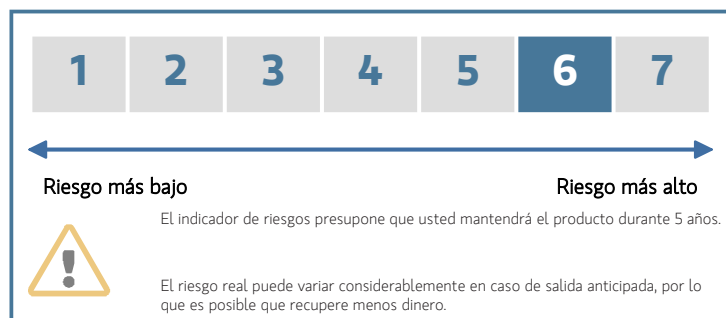 1 2 3 4 5 6 7
Riesgo más bajo Riesgo más alto
El indicador de riesgos presupone que usted mantendrá el producto durante 5 años.
!
El riesgo real puede variar considerablemente en caso de salida anticipada, por lo
que es posible que recupere menos dinero.